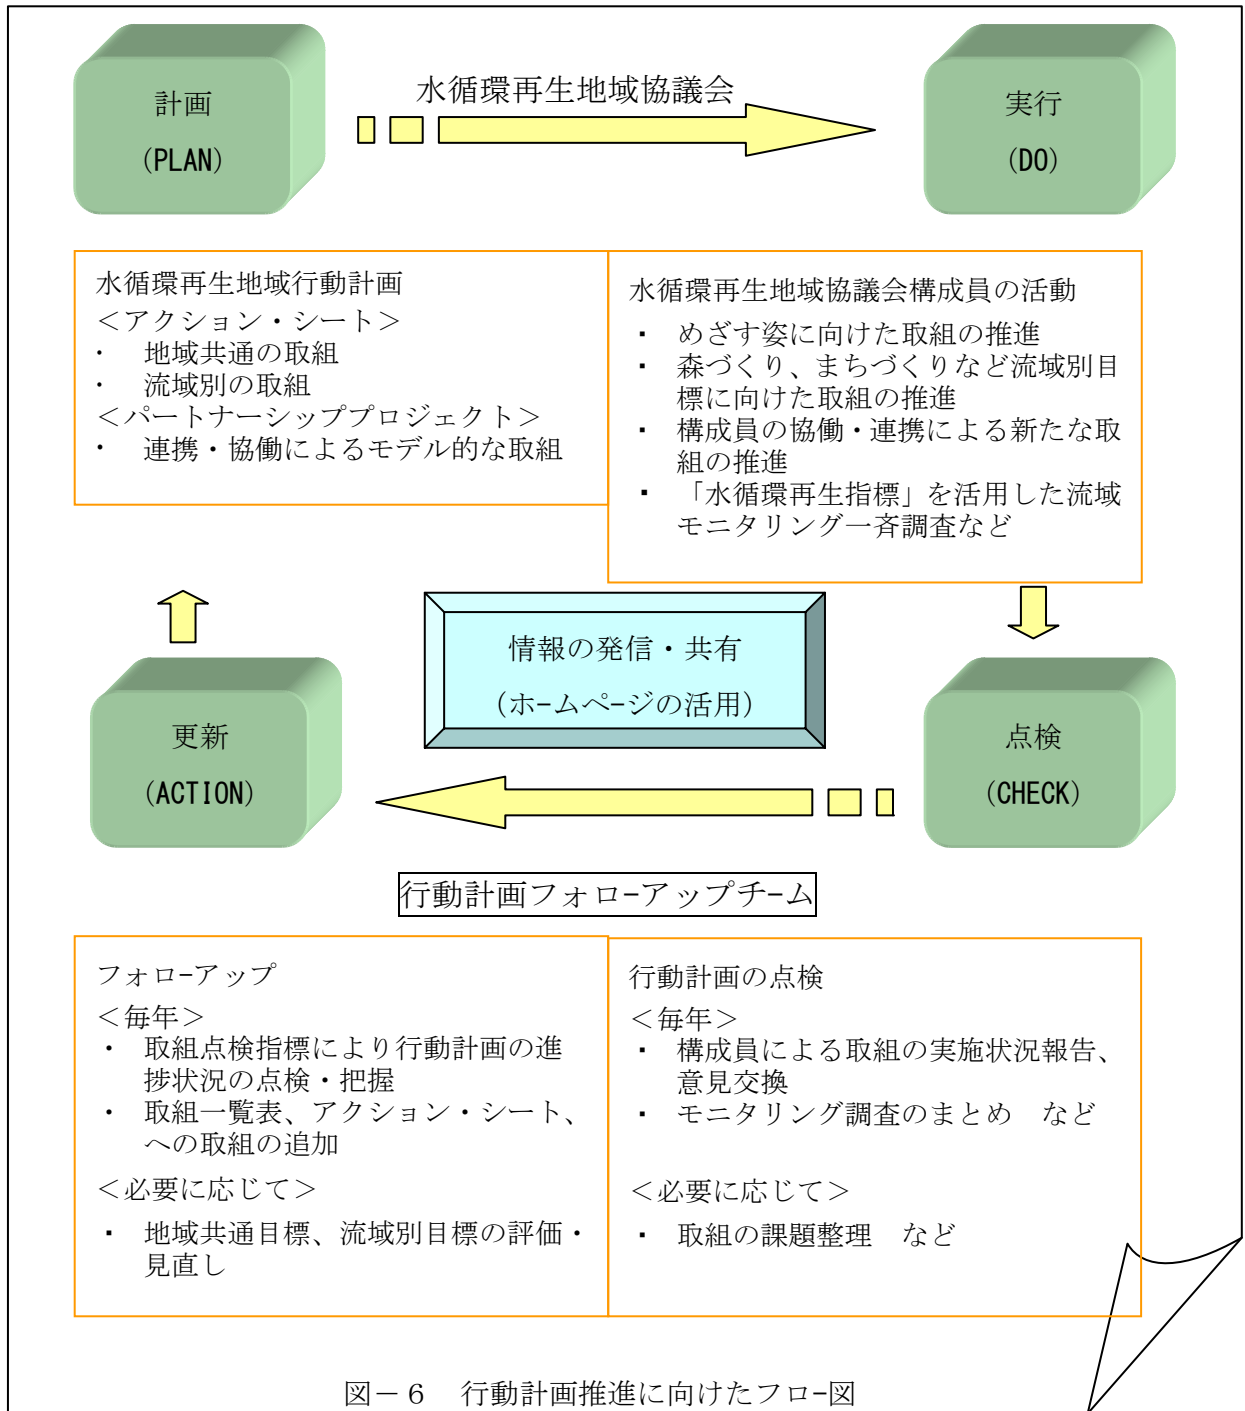 計画
(PLAN)
水循環再生地域協議会
実行
(DO)
水循環再生地域行動計画
＜アクション・シート＞
・ 地域共通の取組
・ 流域別の取組
＜パートナーシッププロジェクト＞
・ 連携・協働によるモデル的な取組
水循環再生地域協議会構成員の活動
・ めざす姿に向けた取組の推進
・ 森づくり、まちづくりなど流域別目
標に向けた取組の推進
・ 構成員の協働・連携による新たな取
組の推進
・ 「水循環再生指標」を活用した流域
モニタリング一斉調査など
情報の発信・共有
（ホームページの活用）
更新
(ACTION)
点検
(CHECK)
行動計画フォローアップチーム
フォローアップ
＜毎年＞
・ 取組点検指標により行動計画の進
捗状況の点検・把握
・ 取組一覧表、アクション・シート、
への取組の追加
＜必要に応じて＞
・ 地域共通目標、流域別目標の評価・
見直し
行動計画の点検
＜毎年＞
・ 構成員による取組の実施状況報告、
意見交換
・ モニタリング調査のまとめ　など
＜必要に応じて＞
・ 取組の課題整理　など
図－６　行動計画推進に向けたフロー図